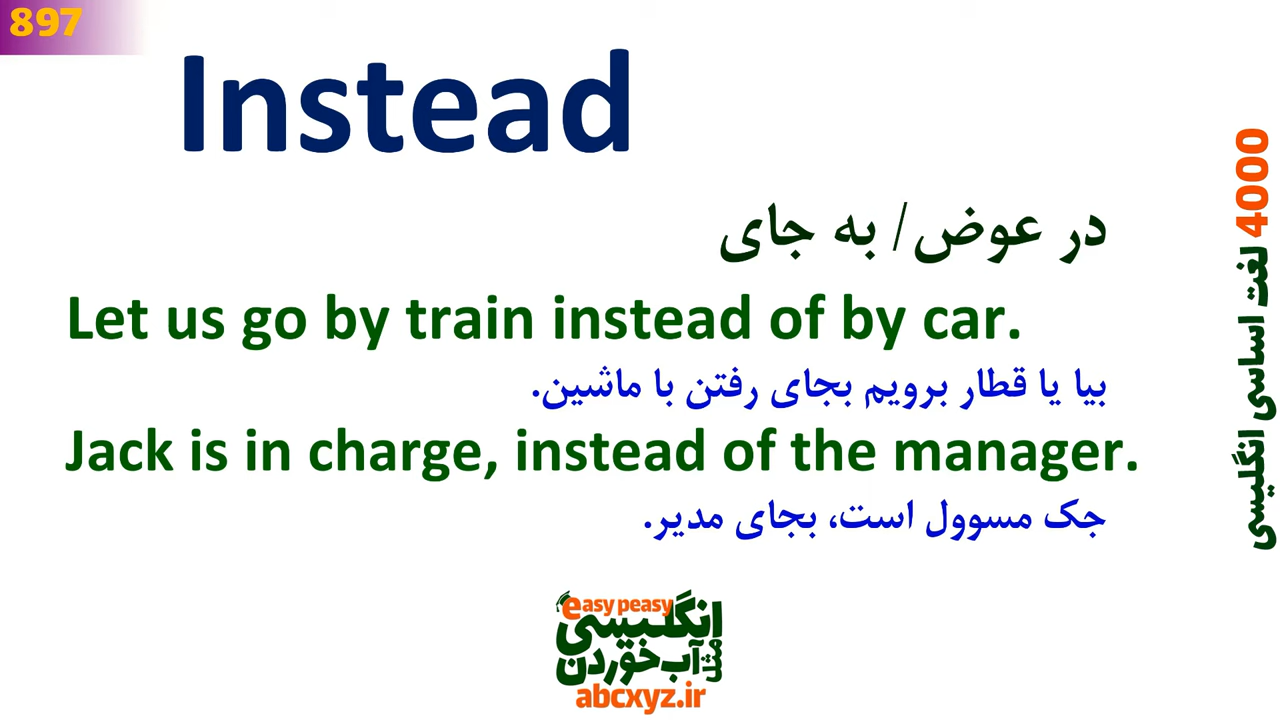 897
Instead
در عوض/ به جای
Let us go by train instead of by car.
بیا یا قطار برویم بجای رفتن با ماشین.
Jack is in charge, instead of the manager.
جک مسوول است، بجای مدیر.
4000 لغت اساسی انگلیسی
easy peasy
انگلیسی
مثل آب خوردن
abcxyz.ir